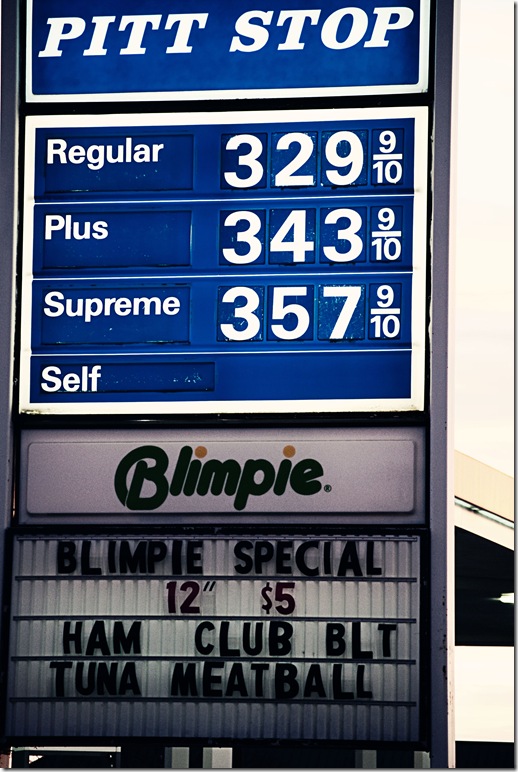 PITT STOP
Regular 329 9/10
Plus 343 9/10
Supreme 357 9/10
Self
Blimpie®
BLIMPIE SPECIAL
12" $5
HAM CLUB BLT
TUNA MEATBALL